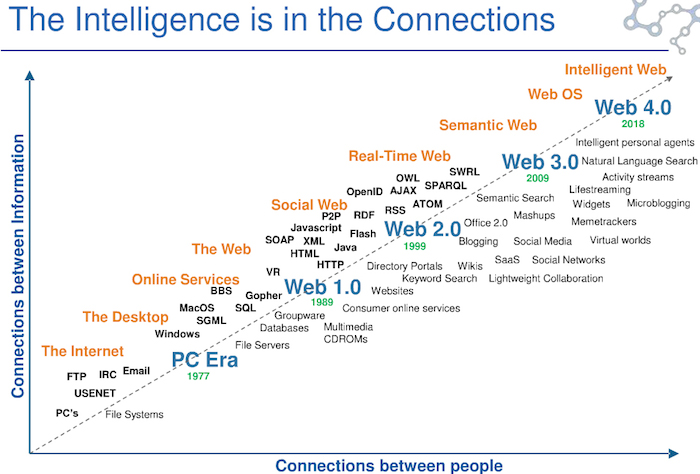 The Intelligence is in the Connections
Intelligent Web
Web OS
Web 4.0
2018
Semantic Web
Intelligent personal agents
Real-Time Web
Web 3.0
Natural Language Search
2009
Activity streams
SWRL
OWL
SPARQL
OpenID
AJAX
Lifestreaming
Semantic Search
ATOM
Widgets
Microblogging
Social Web
RSS
P2P
RDF
Mashups
Memetrackers
Office 2.0
Javascript
Flash
Web 2.0
1999
SOAP
XML
Java
Blogging
Social Media
Virtual worlds
The Web
HTML
HTTP
SaaS
Social Networks
VR
Directory Portals
Wikis
Keyword Search
Lightweight Collaboration
Online Services
BBS
Gopher
Web 1.0
1989
Websites
MacOS
SQL
Consumer online services
The Desktop
SGML
Groupware
Databases
Multimedia
Windows
CDROMs
File Servers
The Internet
PC Era
1977
FTP
IRC
Email
USENET
PC's
File Systems
Connections between Information
Connections between people